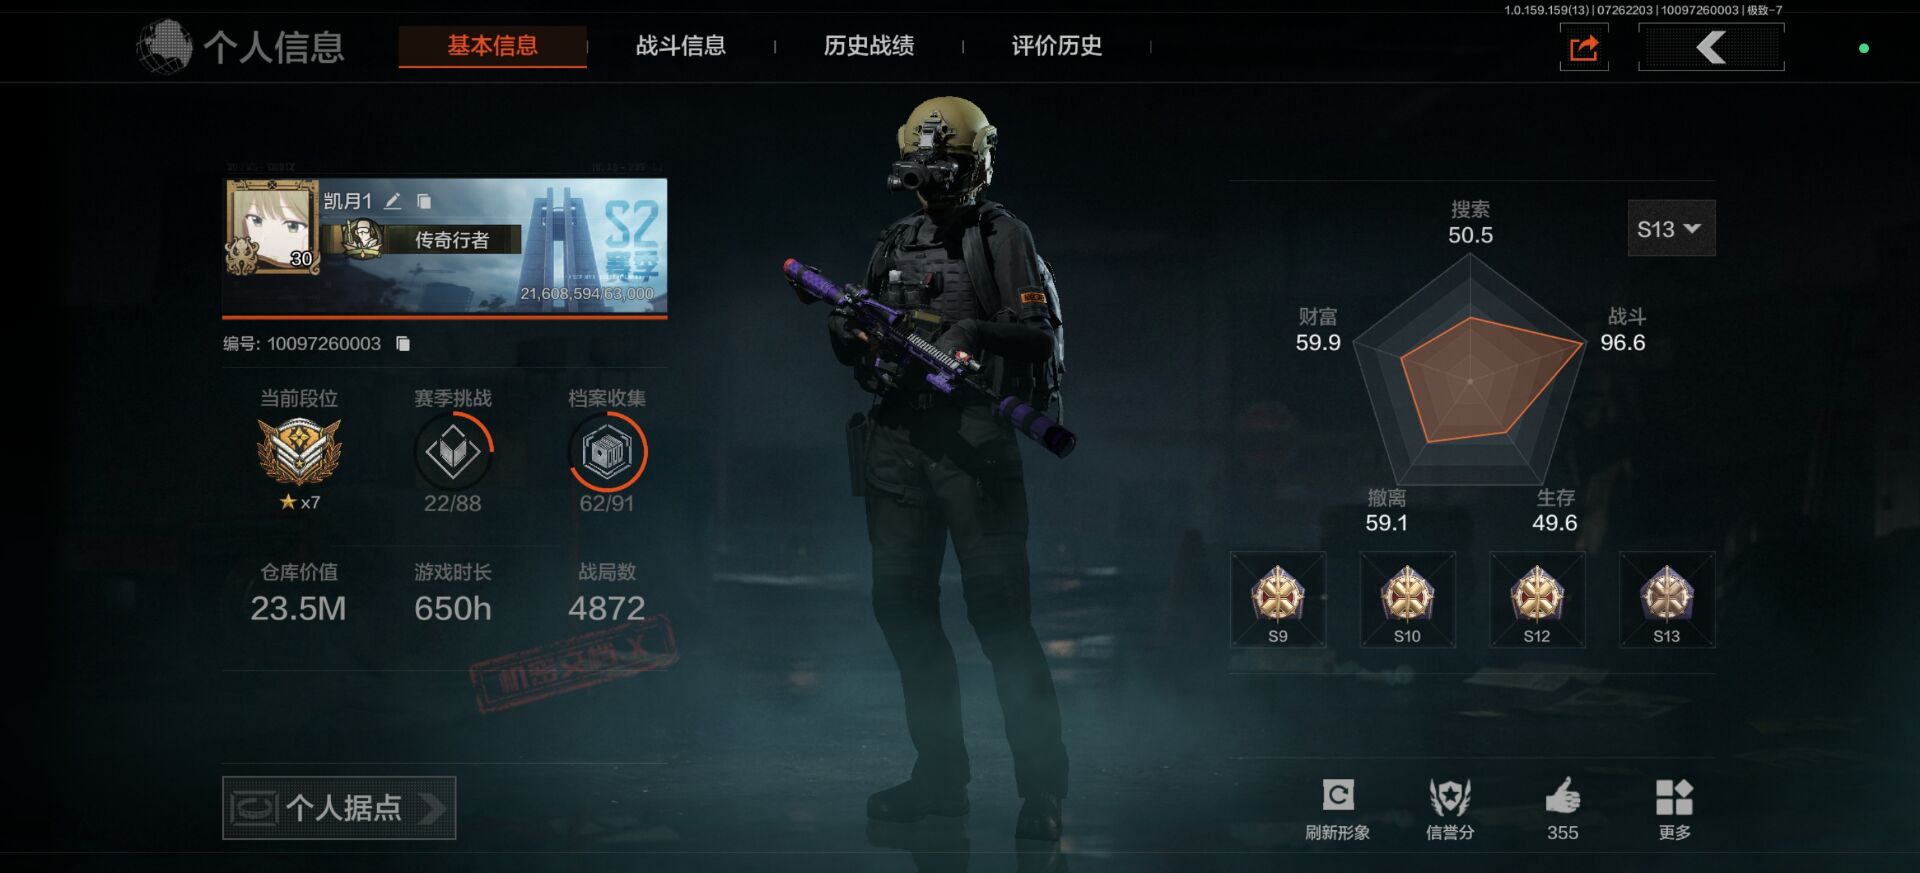 1.0.159.159(13) | 07262203 | 10097260003 | 极致-7
个人信息
基本信息
战斗信息
历史战绩
评价历史
凯月1
30
传奇行者
S2
赛季
21,608,594/63,000
编号: 10097260003
当前段位
赛季挑战
档案收集
x7
22/88
62/91
仓库价值
游戏时长
战局数
23.5M
650h
4872
机密文档 X
个人据点
S13
搜索
50.5
财富
59.9
战斗
96.6
撤离
59.1
生存
49.6
S9
S10
S12
S13
刷新形象
信誉分
355
更多